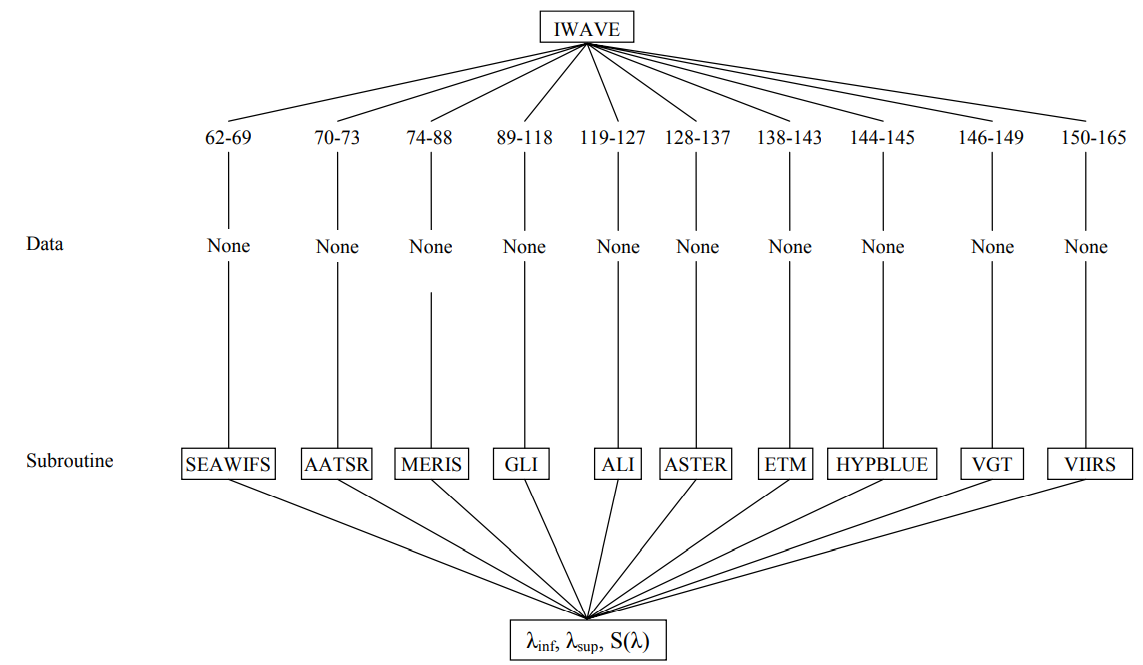 IWAVE
62-69 70-73 74-88 89-118 119-127 128-137 138-143 144-145 146-149 150-165
Data None None None None None None None None None None
Subroutine SEAWIFS AATSR MERIS GLI ALI ASTER ETM HYPBLUE VGT VIIRS
λinf, λsup, S(λ)